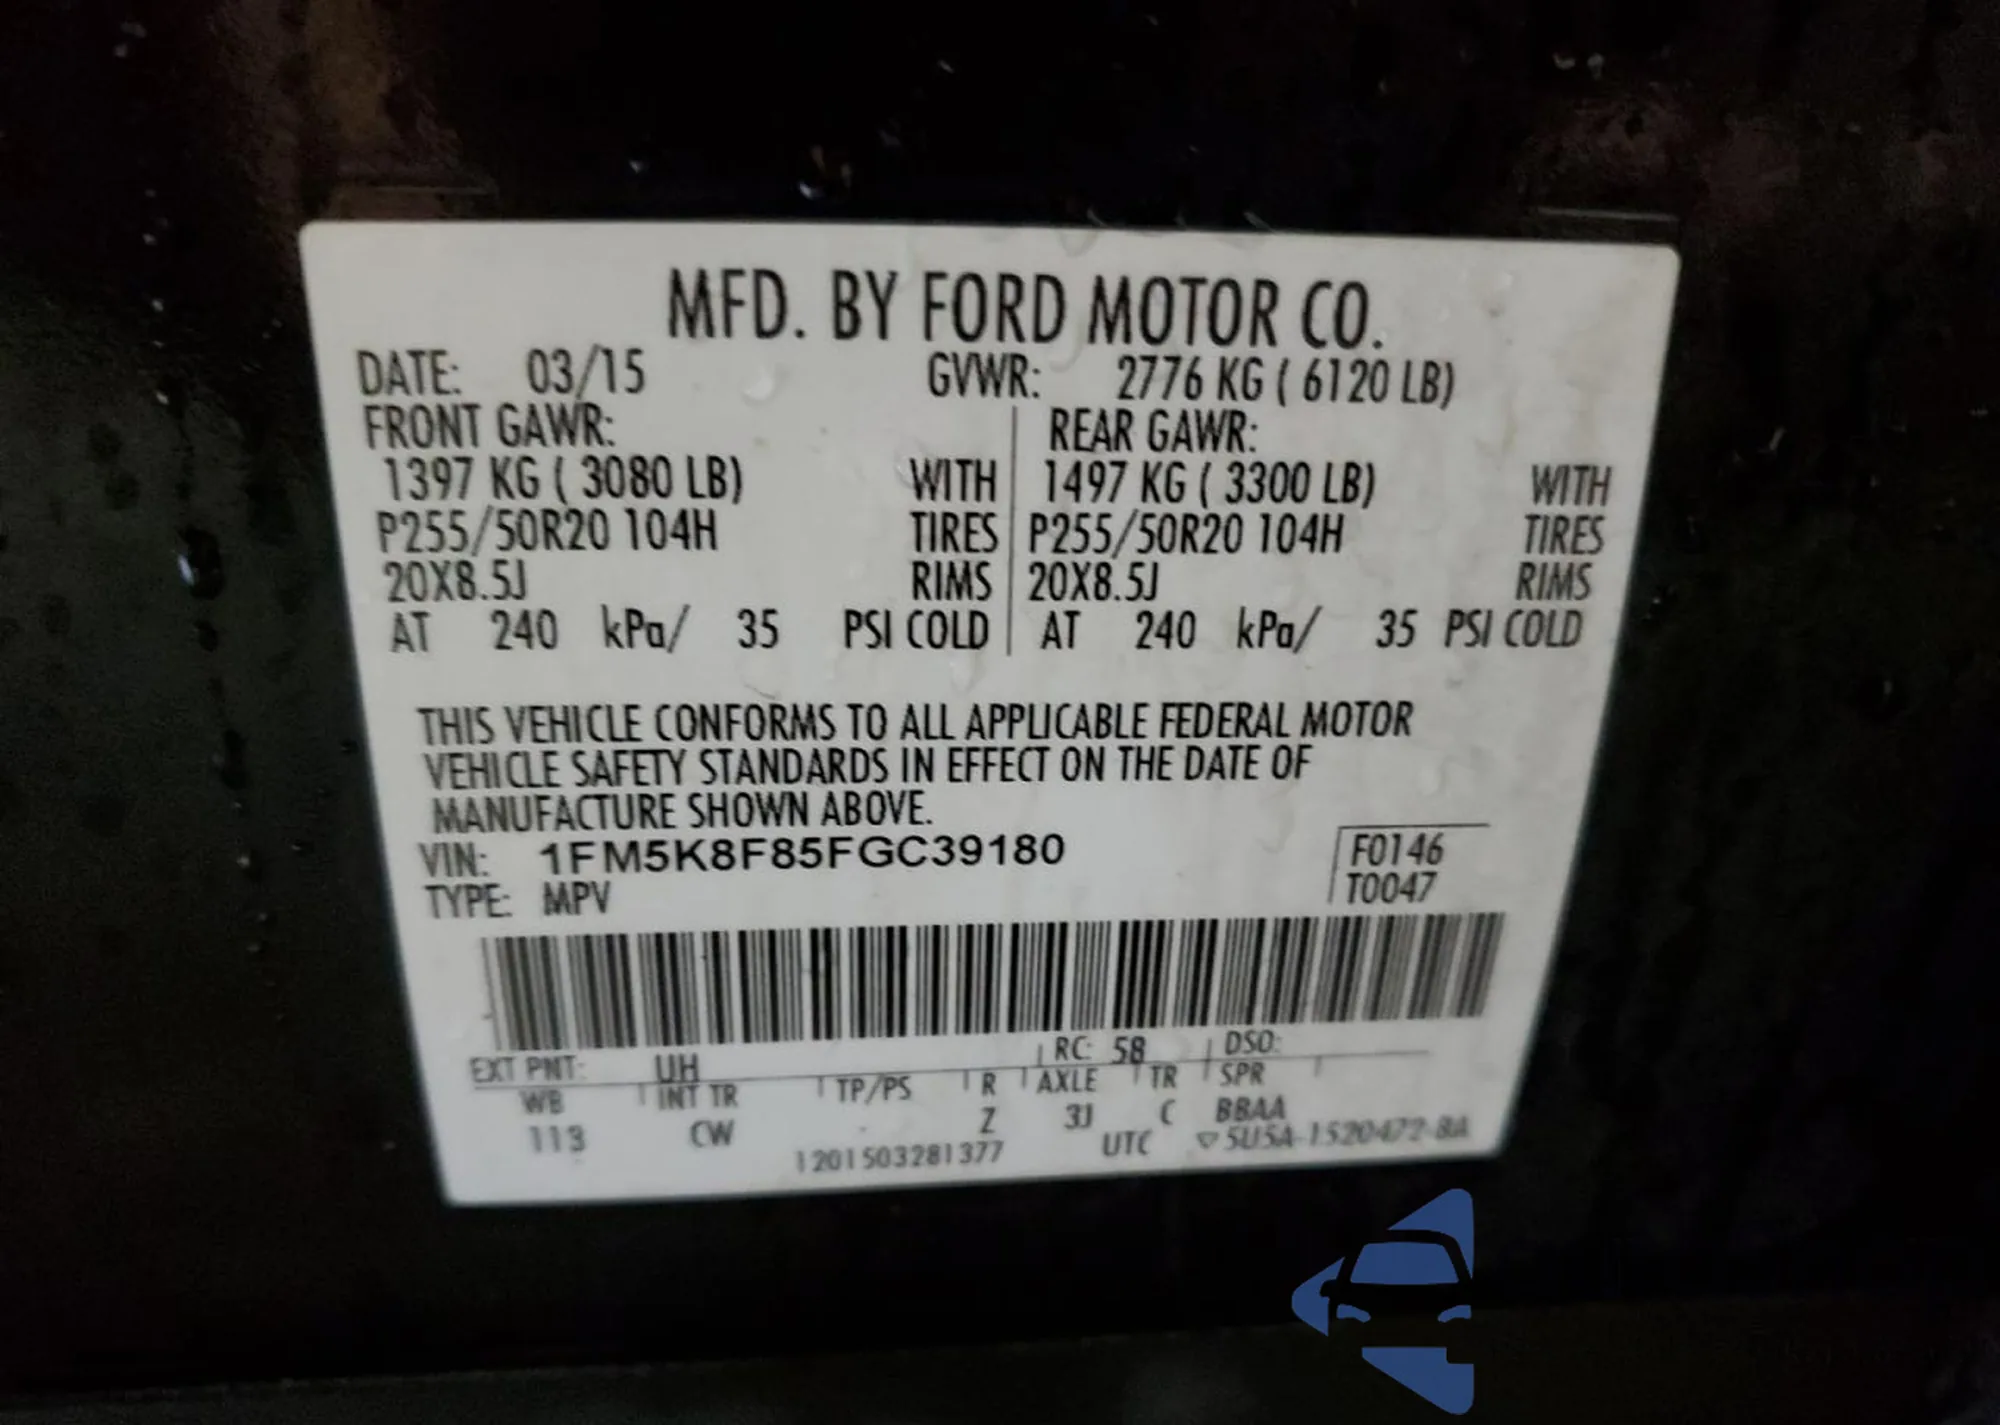 MFD. BY FORD MOTOR CO.
DATE: 03/15 GVWR: 2776 KG ( 6120 LB)
FRONT GAWR: REAR GAWR:
1397 KG ( 3080 LB) WITH 1497 KG ( 3300 LB) WITH
P255/50R20 104H TIRES P255/50R20 104H TIRES
20X8.5J RIMS 20X8.5J RIMS
AT 240 kPa/ 35 PSI COLD AT 240 kPa/ 35 PSI COLD
THIS VEHICLE CONFORMS TO ALL APPLICABLE FEDERAL MOTOR
VEHICLE SAFETY STANDARDS IN EFFECT ON THE DATE OF
MANUFACTURE SHOWN ABOVE.
VIN: 1FM5K8F85FGC39180 F0146
TYPE: MPV T0047
EXT PNT: UH RC: 58 DSO:
WB INT TR TP/PS R AXLE TR SPR
113 CW Z 3J C BBAA
1201503281377 UTC ▽5U5A-1520472-BA